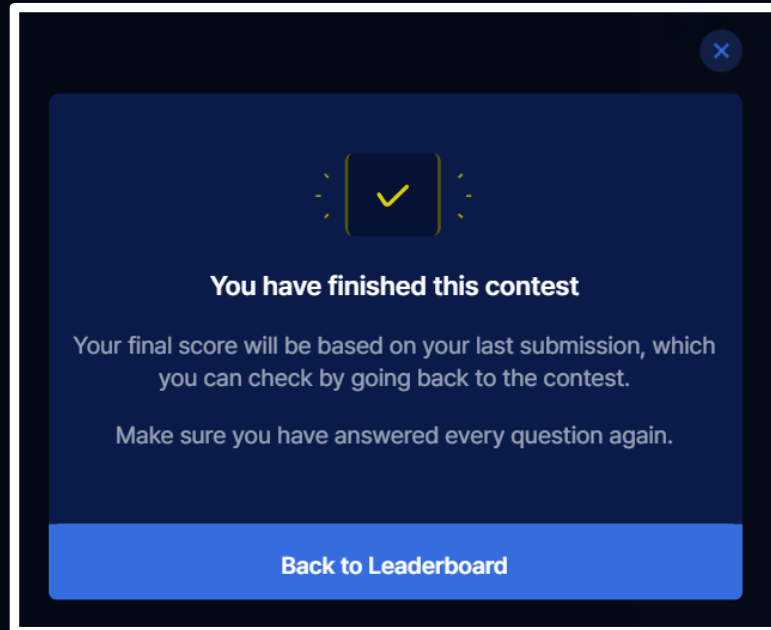 You have finished this contest
Your final score will be based on your last submission, which
you can check by going back to the contest.
Make sure you have answered every question again.
Back to Leaderboard